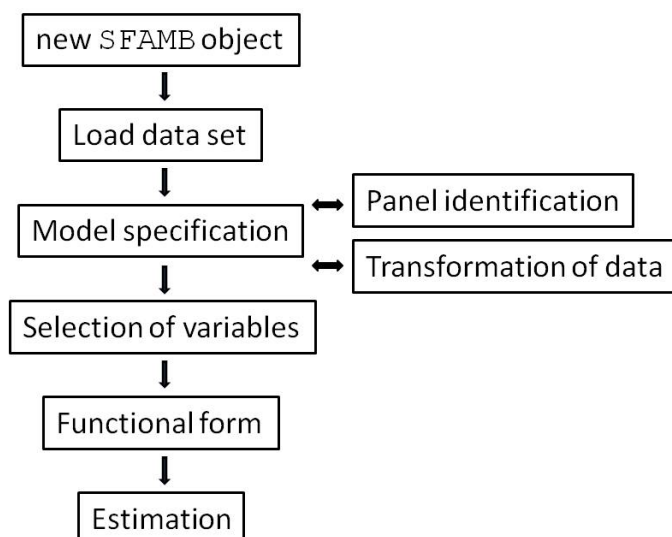 new SFAMB object
Load data set
Panel identification
Model specification
Transformation of data
Selection of variables
Functional form
Estimation